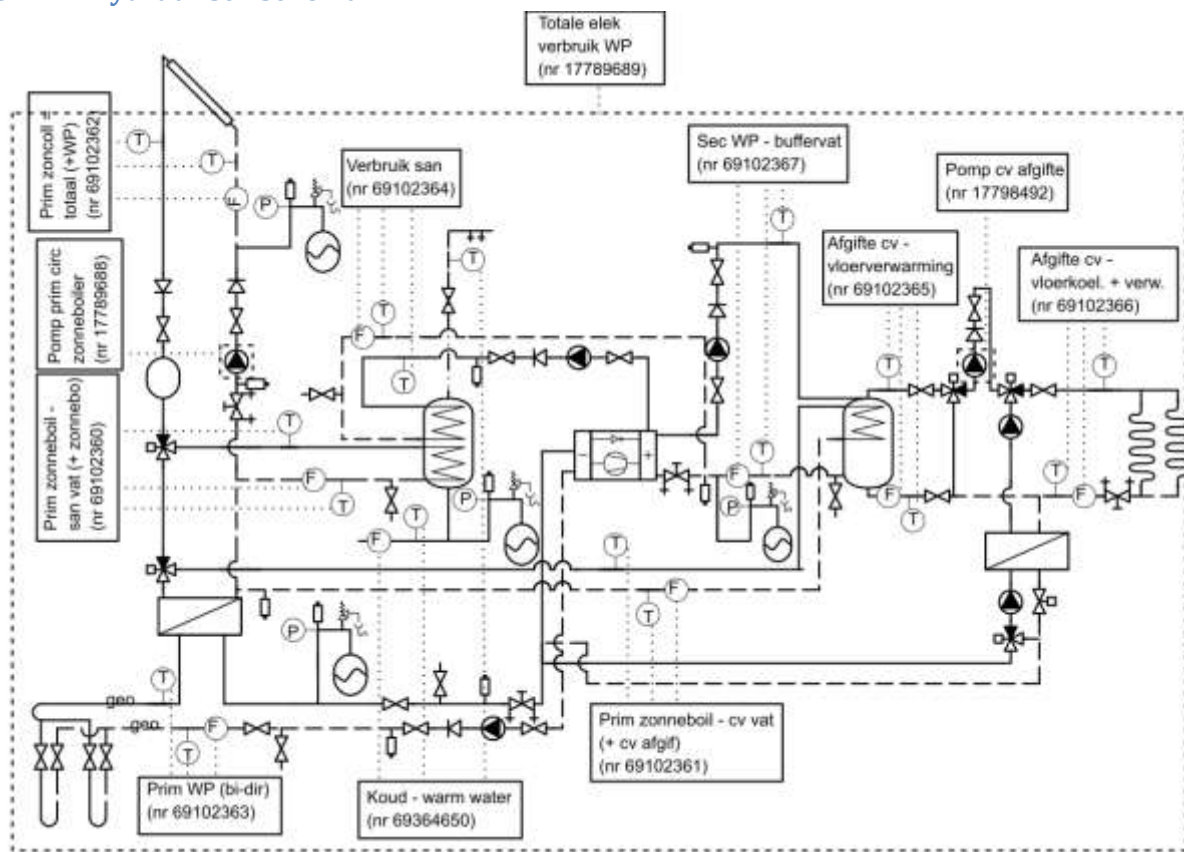 Totale elek
verbruik WP
(nr 17789689)
Prim zoncoll =
totaal (+WP)
(nr 69102362)
Verbruik san
(nr 69102364)
Sec WP - buffervat
(nr 69102367)
Pomp cv afgifte
(nr 17798492)
Afgifte cv -
vloerverwarming
(nr 69102365)
Afgifte cv -
vloerkoel. + verw.
(nr 69102366)
Pomp prim circ
zonneboiler
(nr 17789688)
Prim zonneboil -
san vat (+ zonnebo)
(nr 69102360)
T
T
F
P
T
F
T
T
T
T
T
T
F
T
P
T
F
F
T
P
F
T
T
F
T
T
F
P
T
geo
geo
F
T
Prim WP (bi-dir)
(nr 69102363)
Koud - warm water
(nr 69364650)
Prim zonneboil - cv vat
(+ cv afgif)
(nr 69102361)